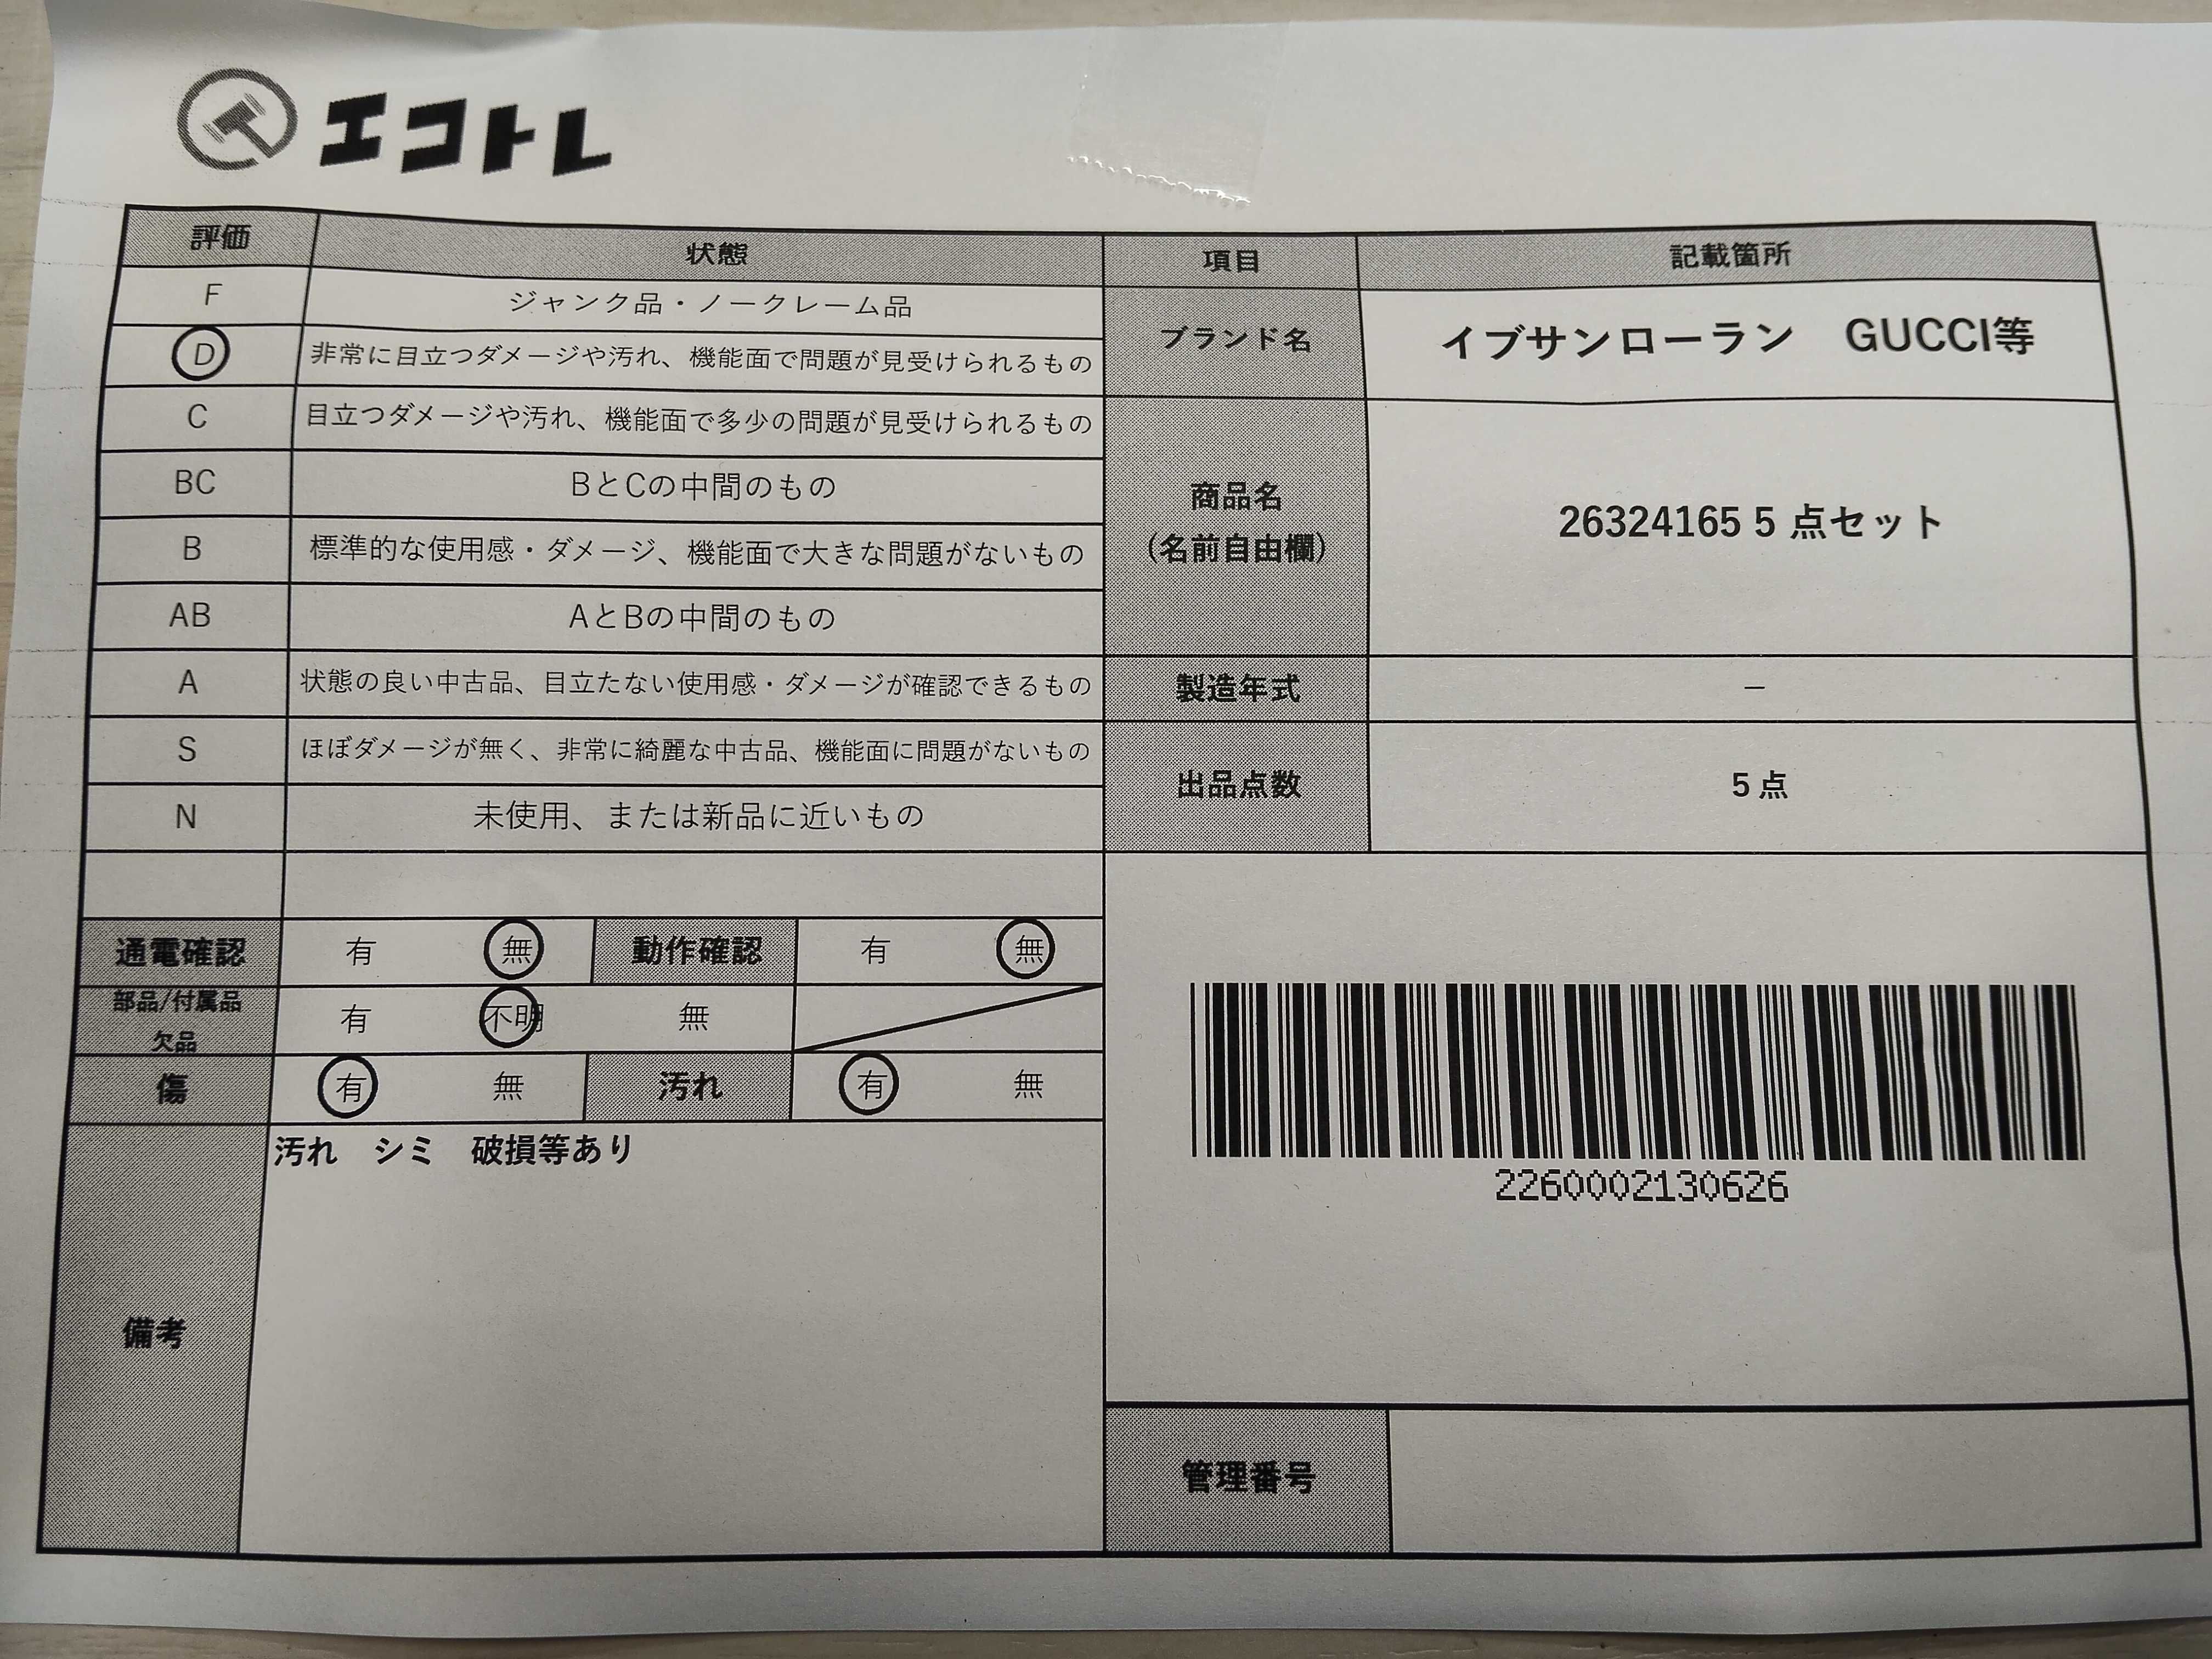 エコトレ
評価 状態
F ジャンク品・ノークレーム品
D 非常に目立つダメージや汚れ、機能面で問題が見受けられるもの
C 目立つダメージや汚れ、機能面で多少の問題が見受けられるもの
BC BとCの中間のもの
B 標準的な使用感・ダメージ、機能面で大きな問題がないもの
AB AとBの中間のもの
A 状態の良い中古品、目立たない使用感・ダメージが確認できるもの
S ほぼダメージが無く、非常に綺麗な中古品、機能面に問題がないもの
N 未使用、または新品に近いもの
通電確認 有 無 動作確認 有 無
部品/付属品
欠品 有 不明 無
傷 有 無 汚れ 有 無
備考 汚れ シミ 破損等あり
項目 記載箇所
ブランド名 イブサンローラン GUCCI等
商品名
(名前自由欄) 26324165 5 点セット
製造年式 –
出品点数 5 点
2260002130626
管理番号